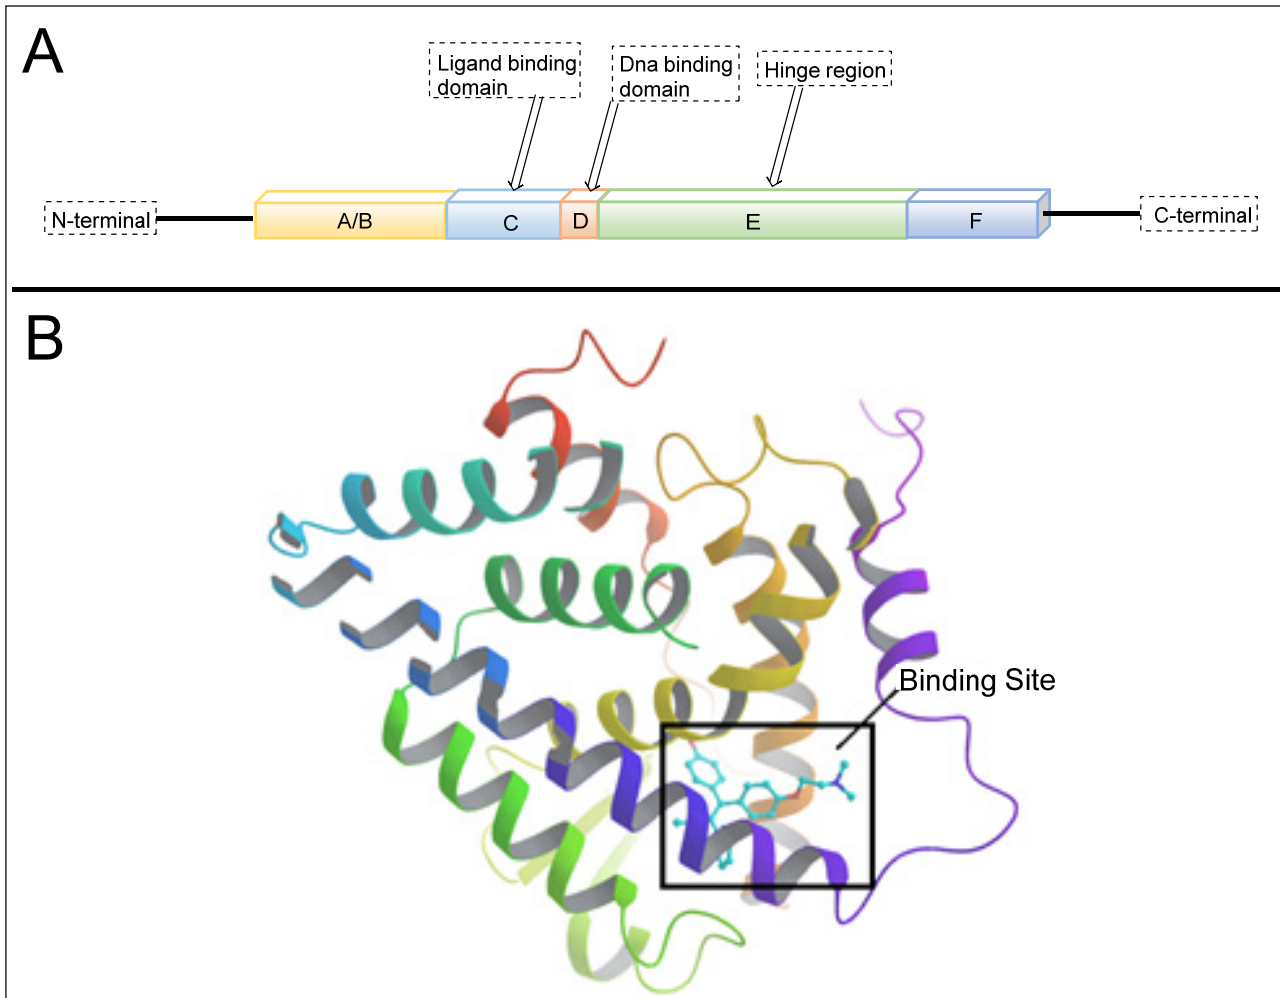 A
Ligand binding
domain
Dna binding
domain
Hinge region
N-terminal
A/B
C
D
E
F
C-terminal
B
Binding Site